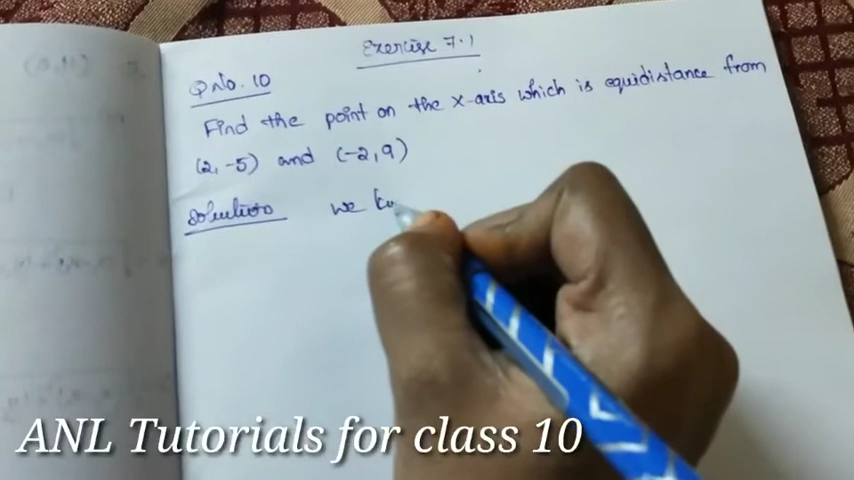 Exercise 7.1
Q No. 10
Find the point on the x-axis which is equidistance from
(2, -5) and (-2, 9)
Solution we
ANL Tutorials for class 10